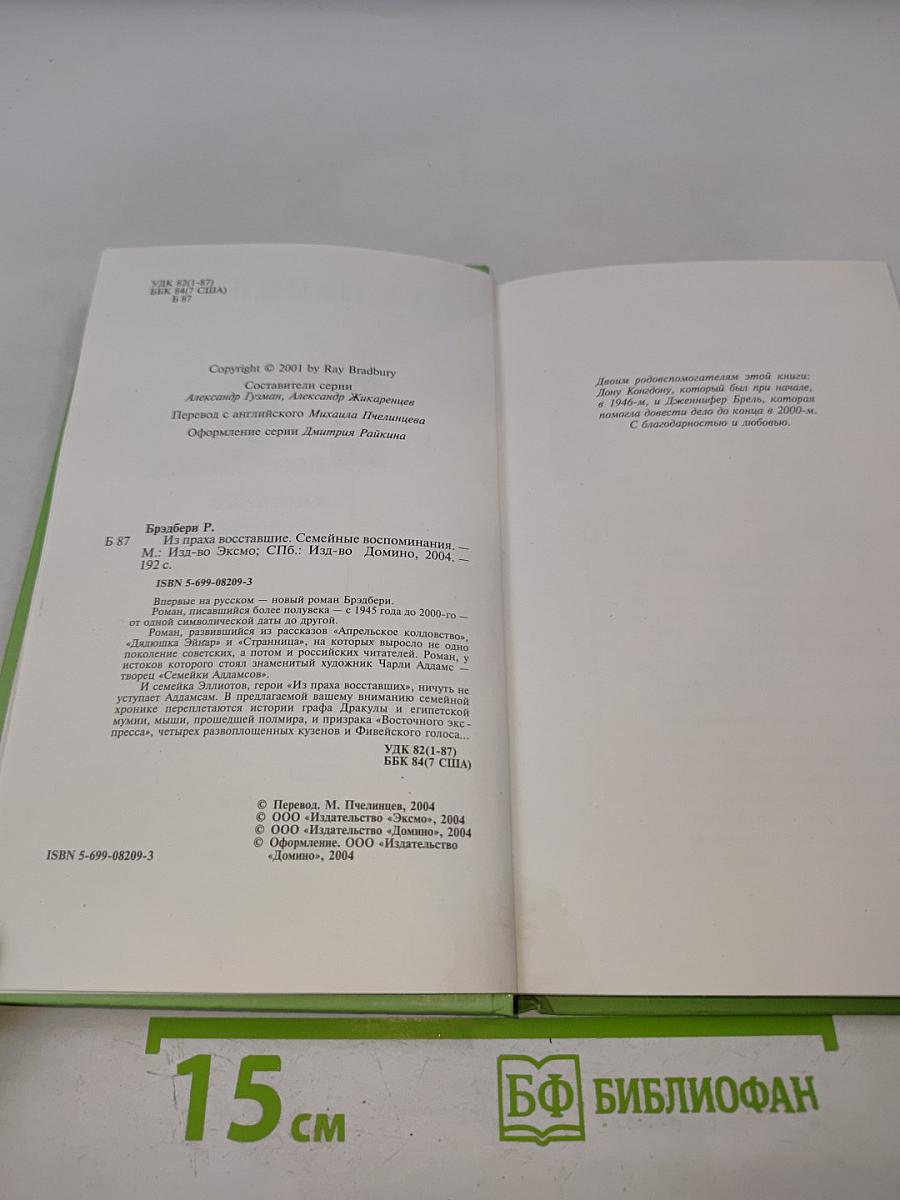 УДК 82(1-87)
ББК 84(7 США)
Б 87
Copyright © 2001 by Ray Bradbury
Составители серии
Александр Гузман, Александр Жикаренцев
Перевод с английского Михаила Пчелинцева
Оформление серии Дмитрия Райкина
Брэдбери Р.
Б 87 Из праха восставшие. Семейные воспоминания. —
М.: Изд-во Эксмо; СПб.: Изд-во Домино, 2004. —
192 с.
ISBN 5-699-08209-3
Впервые на русском — новый роман Брэдбери.
Роман, писавшийся более полувека — с 1945 года до 2000-го —
от одной символической даты до другой.
Роман, развившийся из рассказов «Апрельское колдовство»,
«Дядюшка Эйнар» и «Странница», на которых выросло не одно
поколение советских, а потом и российских читателей. Роман, у
истоков которого стоял знаменитый художник Чарли Аддамс —
творец «Семейки Аддамсов».
И семейка Эллиотов, герои «Из праха восставших», ничуть не
уступает Аддамсам. В предлагаемой вашему вниманию семейной
хронике переплетаются истории графа Дракулы и египетской
мумии, мыши, прошедшей полмира, и призрака «Восточного экс-
пресса», четырех развоплощенных кузенов и Фивейского голоса...
УДК 82(1-87)
ББК 84(7 США)
© Перевод. М. Пчелинцев, 2004
© ООО «Издательство «Эксмо», 2004
© ООО «Издательство «Домино», 2004
© Оформление. ООО «Издательство
«Домино», 2004
ISBN 5-699-08209-3
Двоим родовспомогателям этой книги:
Дону Конгдону, который был при начале,
в 1946-м, и Дженнифер Брель, которая
помогла довести дело до конца в 2000-м.
С благодарностью и любовью.
15 см
БФ БИБЛИОФАН